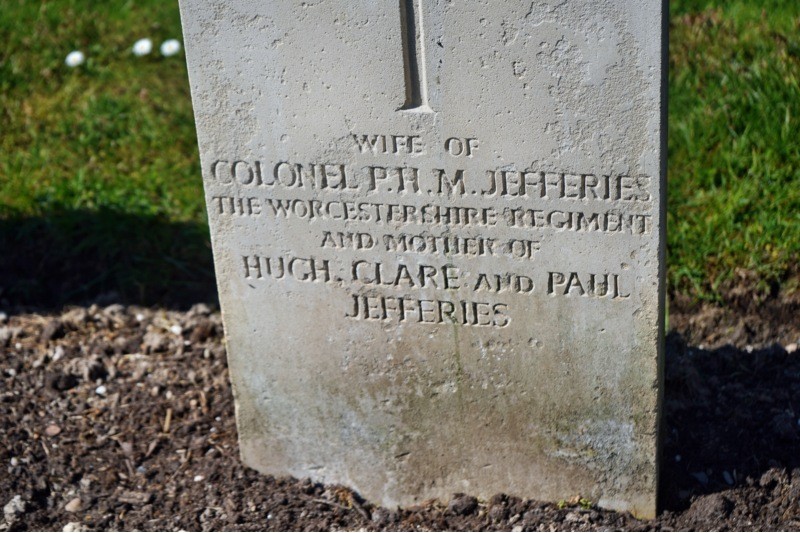 WIFE OF
COLONEL P.H.M. JEFFERIES
THE WORCESTERSHIRE REGIMENT
AND MOTHER OF
HUGH, CLARE AND PAUL
JEFFERIES